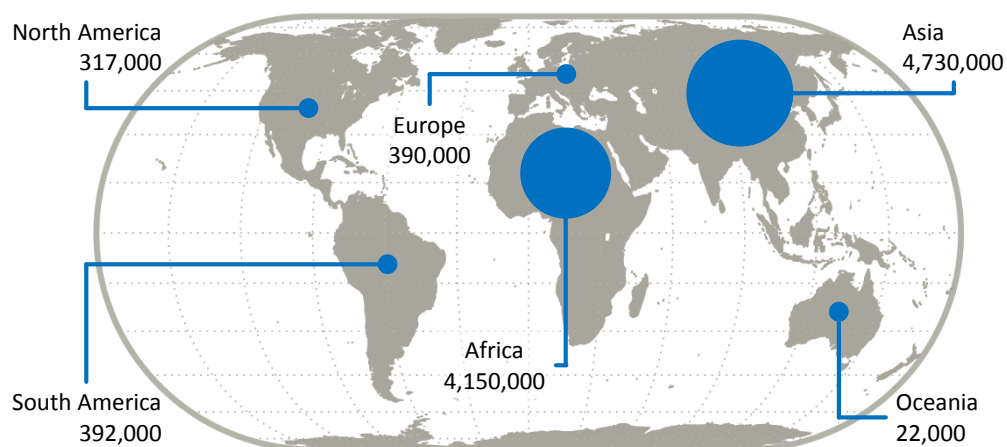 North America
317,000
Europe
390,000
Asia
4,730,000
South America
392,000
Africa
4,150,000
Oceania
22,000